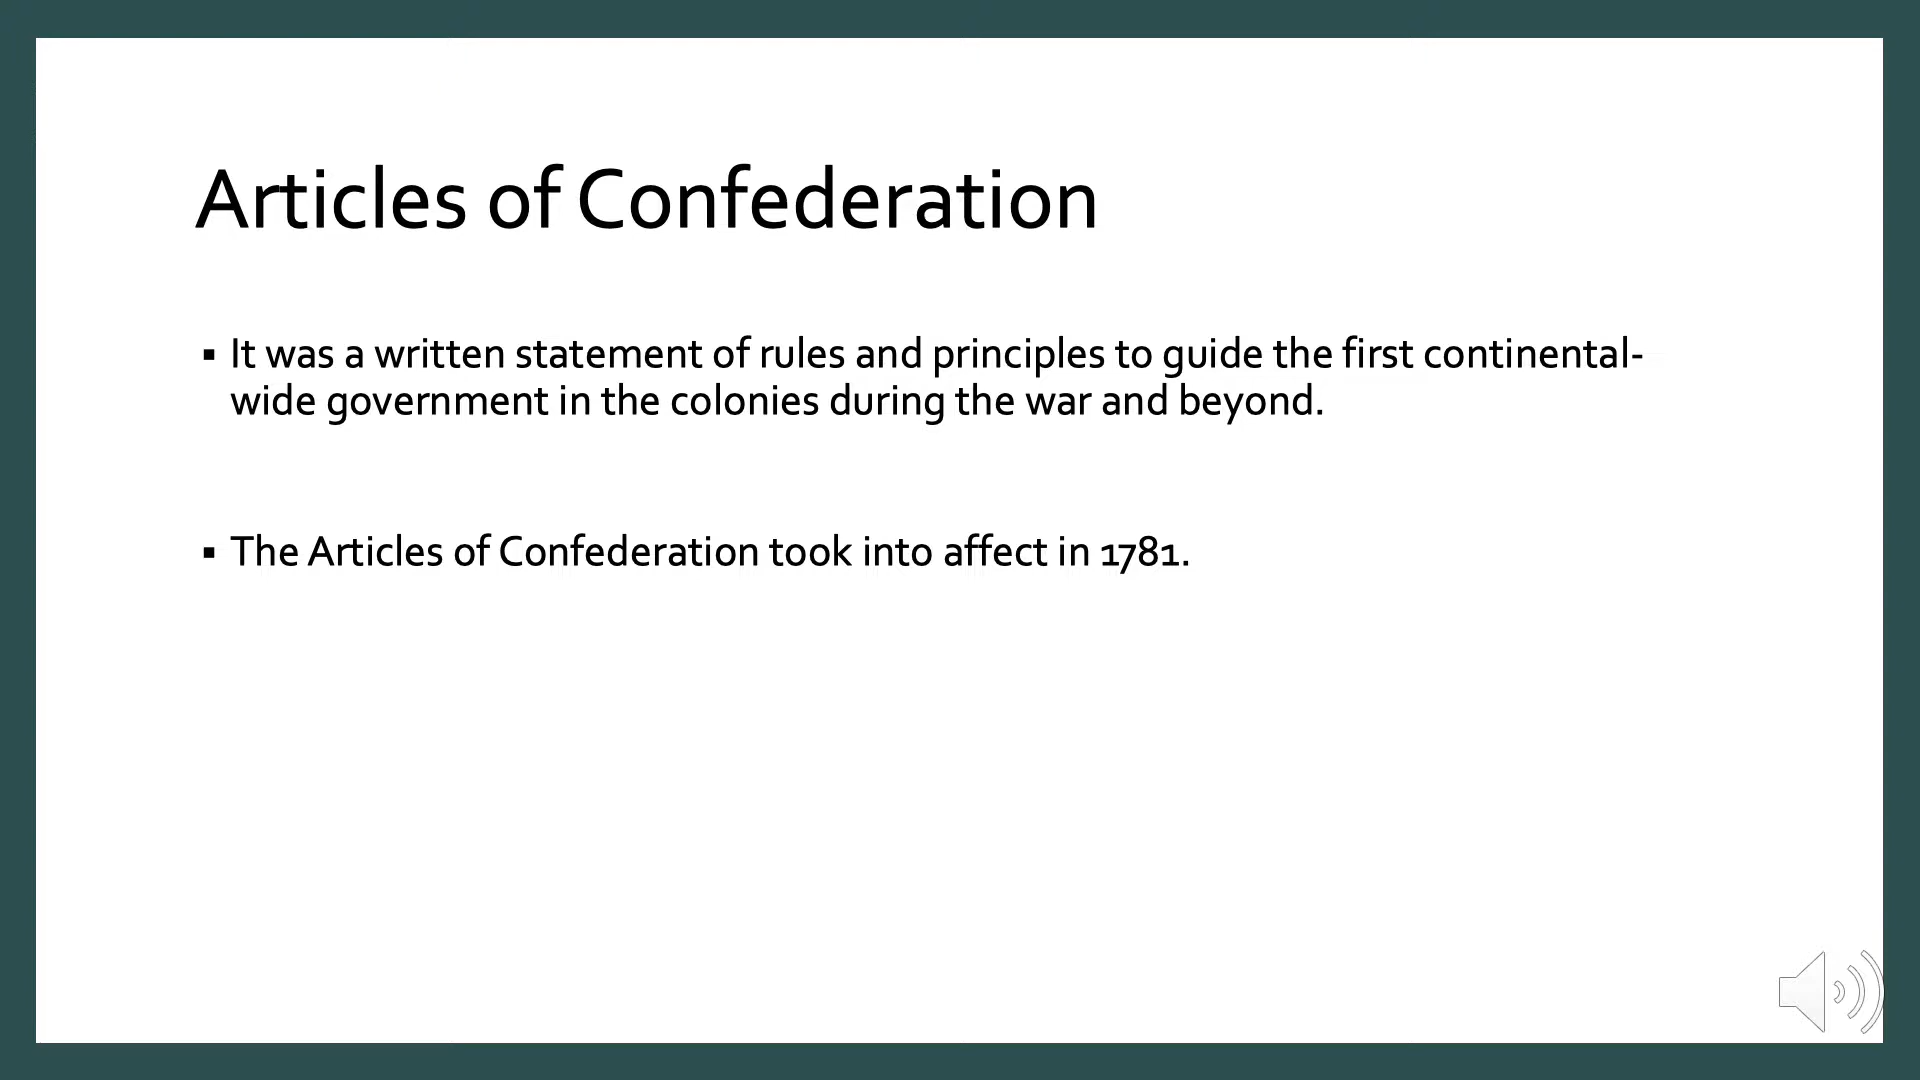 Articles of Confederation
▪ It was a written statement of rules and principles to guide the first continental-
wide government in the colonies during the war and beyond.
▪ The Articles of Confederation took into affect in 1781.